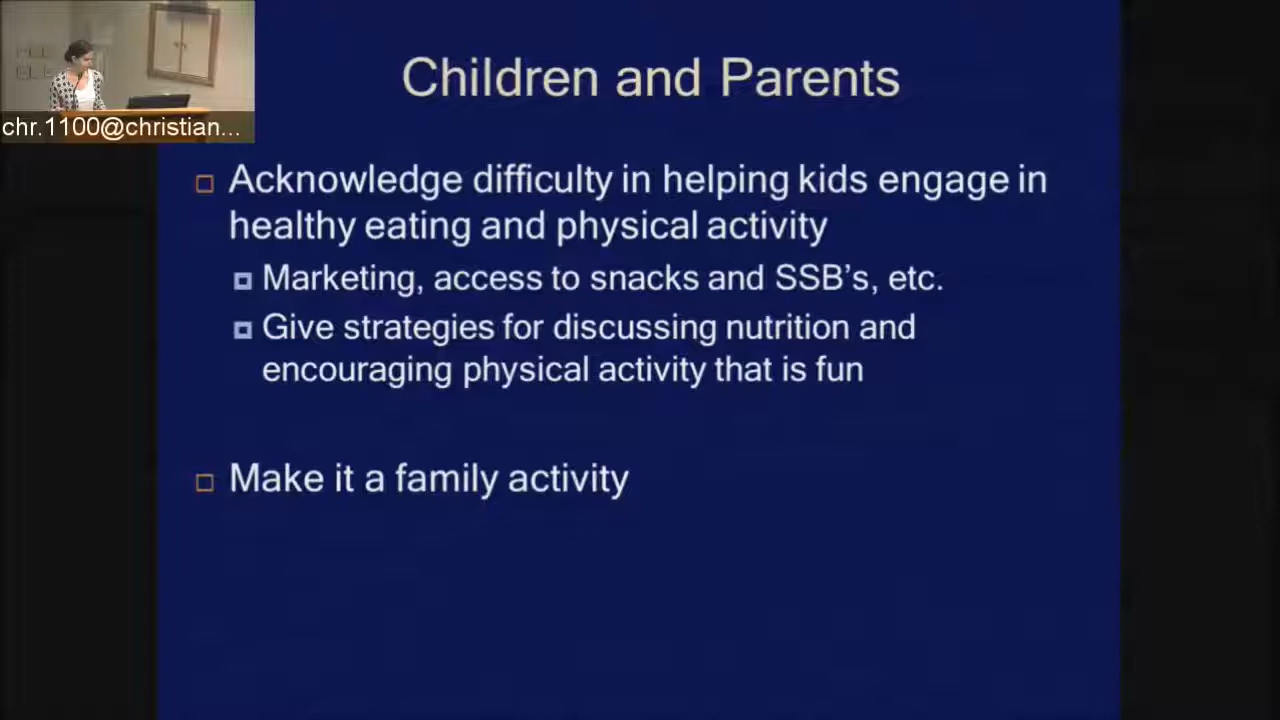 Children and Parents
chr.1100@christian...
Acknowledge difficulty in helping kids engage in
healthy eating and physical activity
Marketing, access to snacks and SSB's, etc.
Give strategies for discussing nutrition and
encouraging physical activity that is fun
Make it a family activity